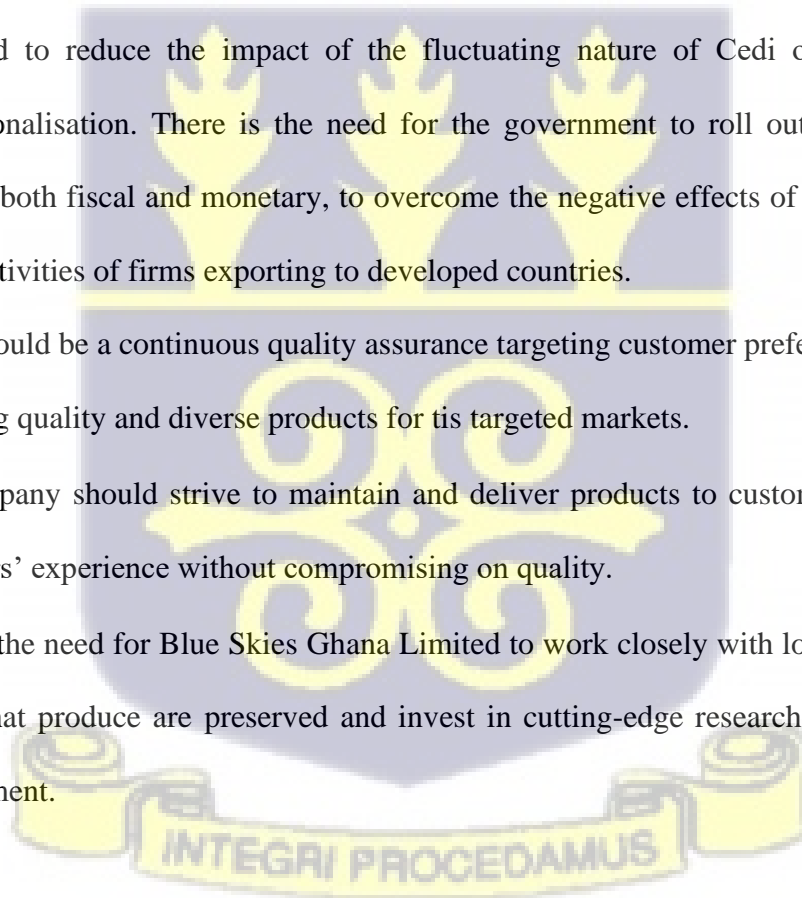 d to reduce the impact of the fluctuating nature of Cedi o
onalisation. There is the need for the government to roll out
both fiscal and monetary, to overcome the negative effects of
tivities of firms exporting to developed countries.
ould be a continuous quality assurance targeting customer prefe
g quality and diverse products for tis targeted markets.
pany should strive to maintain and deliver products to custon
rs’ experience without compromising on quality.
the need for Blue Skies Ghana Limited to work closely with lo
hat produce are preserved and invest in cutting-edge research
ment.
INTEGRI PROCEDAMUS